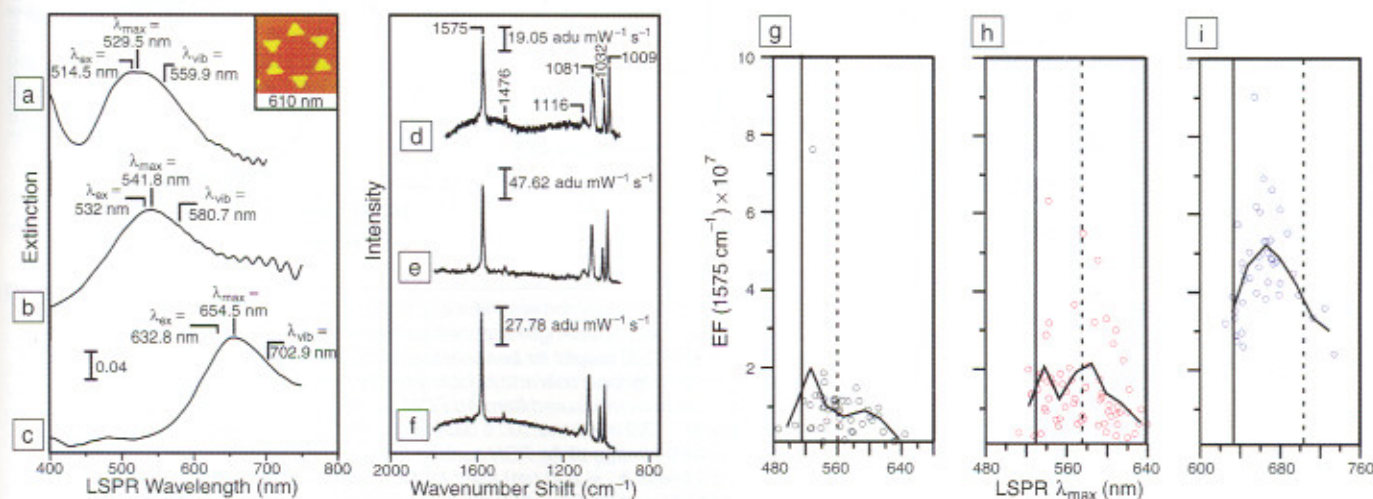 a
λex =
514.5 nm
λmax =
529.5 nm
λvib =
559.9 nm
610 nm
b
λex =
532 nm
λmax =
541.8 nm
λvib =
580.7 nm
c
λex =
632.8 nm
λmax =
654.5 nm
λvib =
702.9 nm
0.04
Extinction
400 500 600 700 800
LSPR Wavelength (nm)
1575
19.05 adu mW⁻¹ s⁻¹
1476
1116
1081
1032
1009
d
47.62 adu mW⁻¹ s⁻¹
e
27.78 adu mW⁻¹ s⁻¹
f
Intensity
2000 1600 1200 800
Wavenumber Shift (cm⁻¹)
g
h
i
EF (1575 cm⁻¹) × 10⁷
10
8
6
4
2
480 560 640
480 560 640
600 680 760
LSPR λmax (nm)